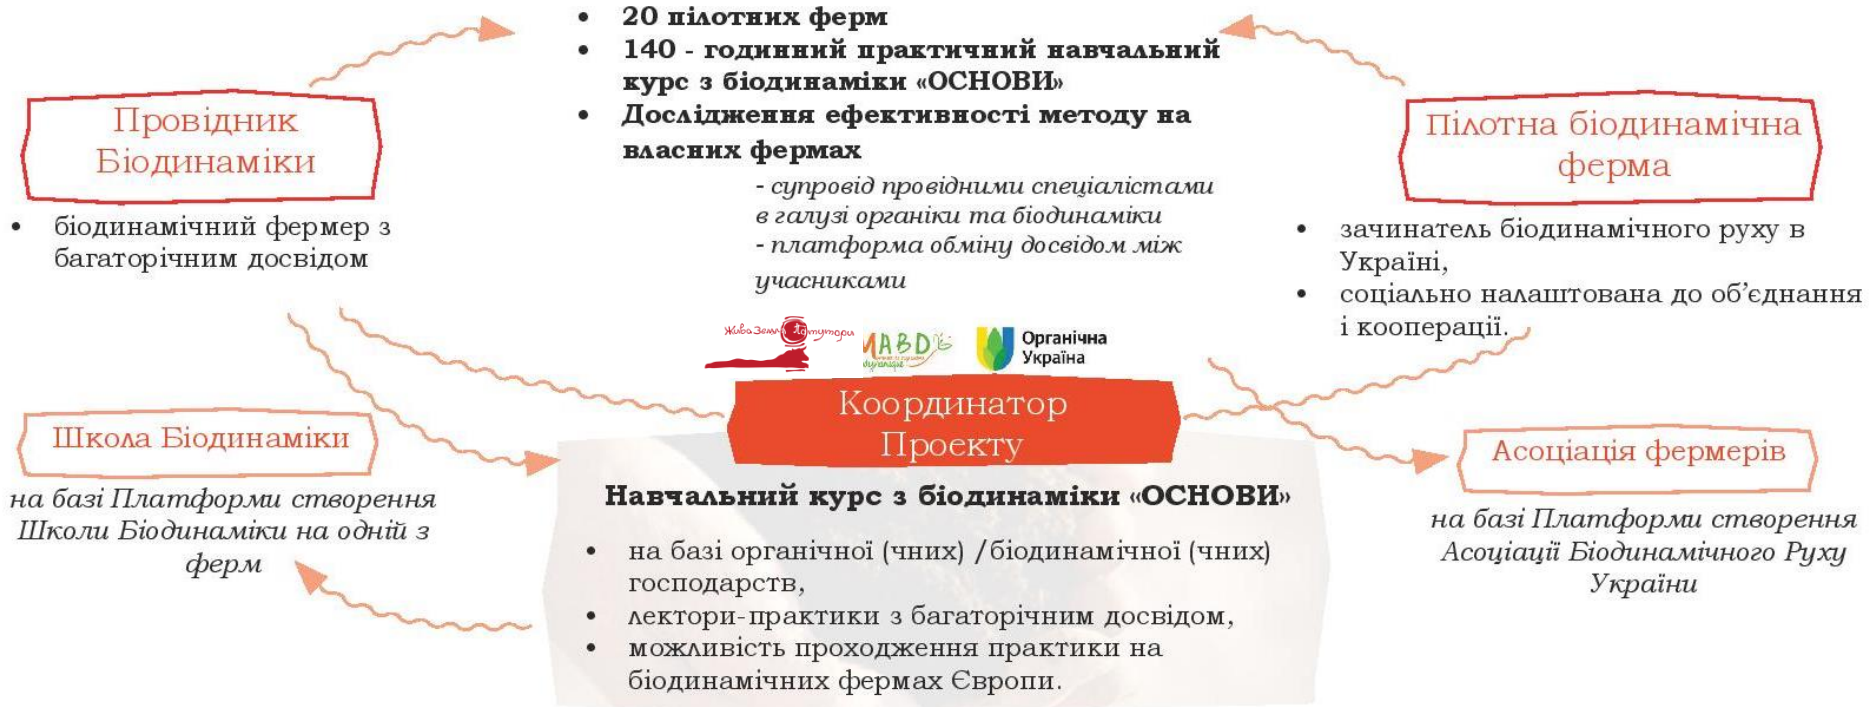 20 пілотних ферм
140 - годинний практичний навчальний
курс з біодинаміки «ОСНОВИ»
Дослідження ефективності методу на
власних фермах
- супровід провідними спеціалістами
в галузі органіки та біодинаміки
- платформа обміну досвідом між
учасниками
Провідник
Біодинаміки
біодинамічний фермер з
багаторічним досвідом
Пілотна біодинамічна
ферма
зачинатель біодинамічного руху в
Україні,
соціально налаштована до об’єднання
і кооперації.
Жива Земля Потутори
МАBD
Органічна
Україна
Координатор
Проекту
Школа Біодинаміки
на базі Платформи створення
Школи Біодинаміки на одній з
ферм
Навчальний курс з біодинаміки «ОСНОВИ»
на базі органічної (чних) /біодинамічної (чних)
господарств,
лектори-практики з багаторічним досвідом,
можливість проходження практики на
біодинамічних фермах Європи.
Асоціація фермерів
на базі Платформи створення
Асоціації Біодинамічного Руху
України